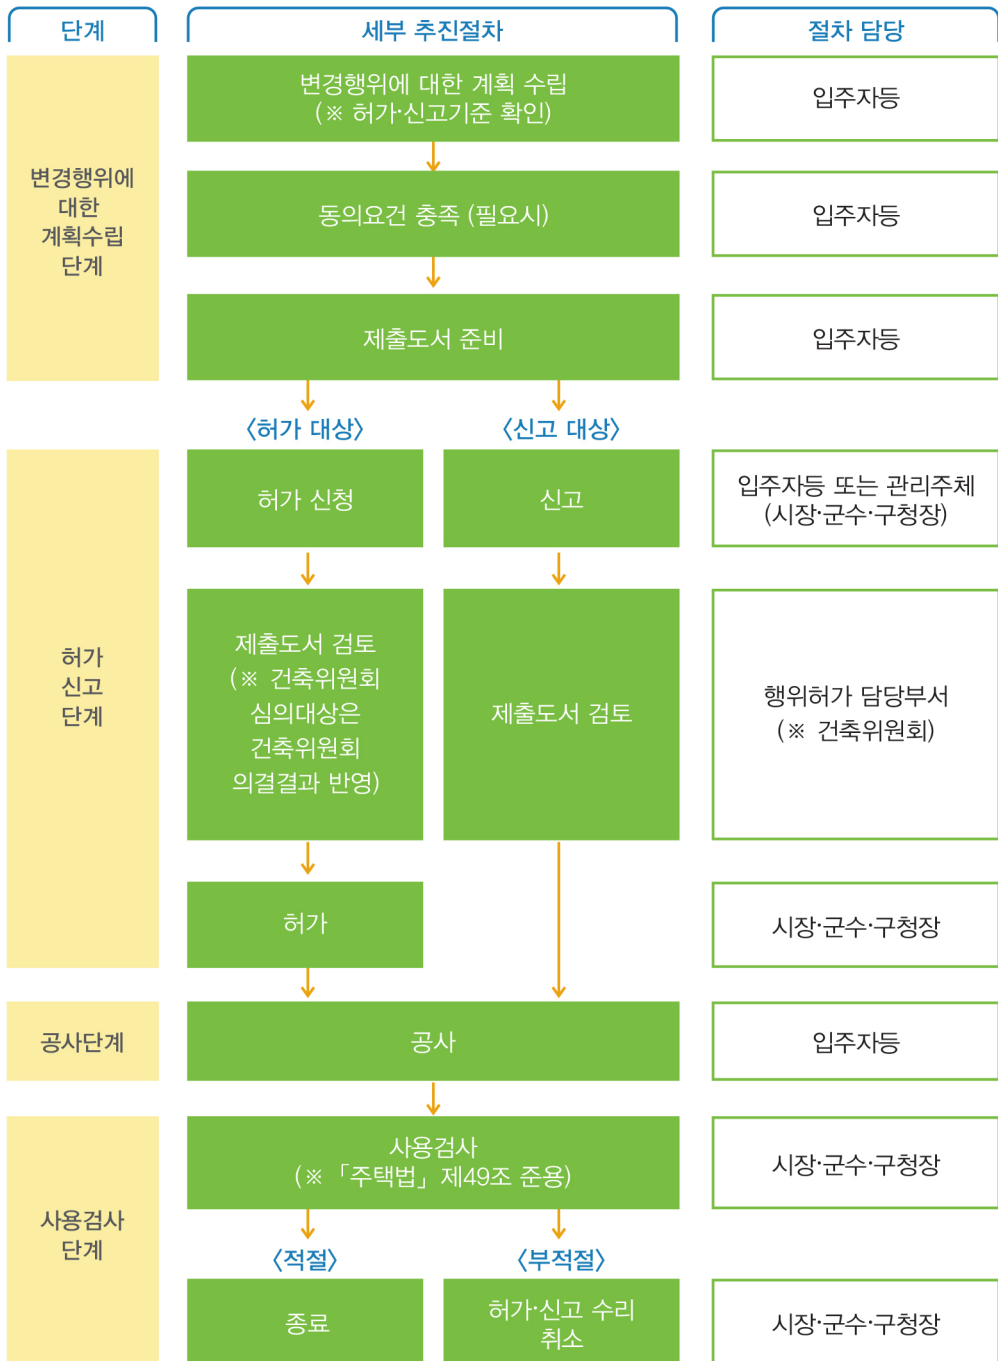 단계
세부 추진절차
절차 담당
변경행위에
대한
계획수립
단계
변경행위에 대한 계획 수립
(※ 허가·신고기준 확인)
입주자등
동의요건 충족 (필요시)
입주자등
제출도서 준비
입주자등
〈허가 대상〉
〈신고 대상〉
허가
신고
단계
허가 신청
신고
입주자등 또는 관리주체
(시장·군수·구청장)
제출도서 검토
(※ 건축위원회
심의대상은
건축위원회
의결결과 반영)
제출도서 검토
행위허가 담당부서
(※ 건축위원회)
허가
시장·군수·구청장
공사단계
공사
입주자등
사용검사
단계
사용검사
(※ 「주택법」 제49조 준용)
시장·군수·구청장
〈적절〉
〈부적절〉
종료
허가·신고 수리
취소
시장·군수·구청장